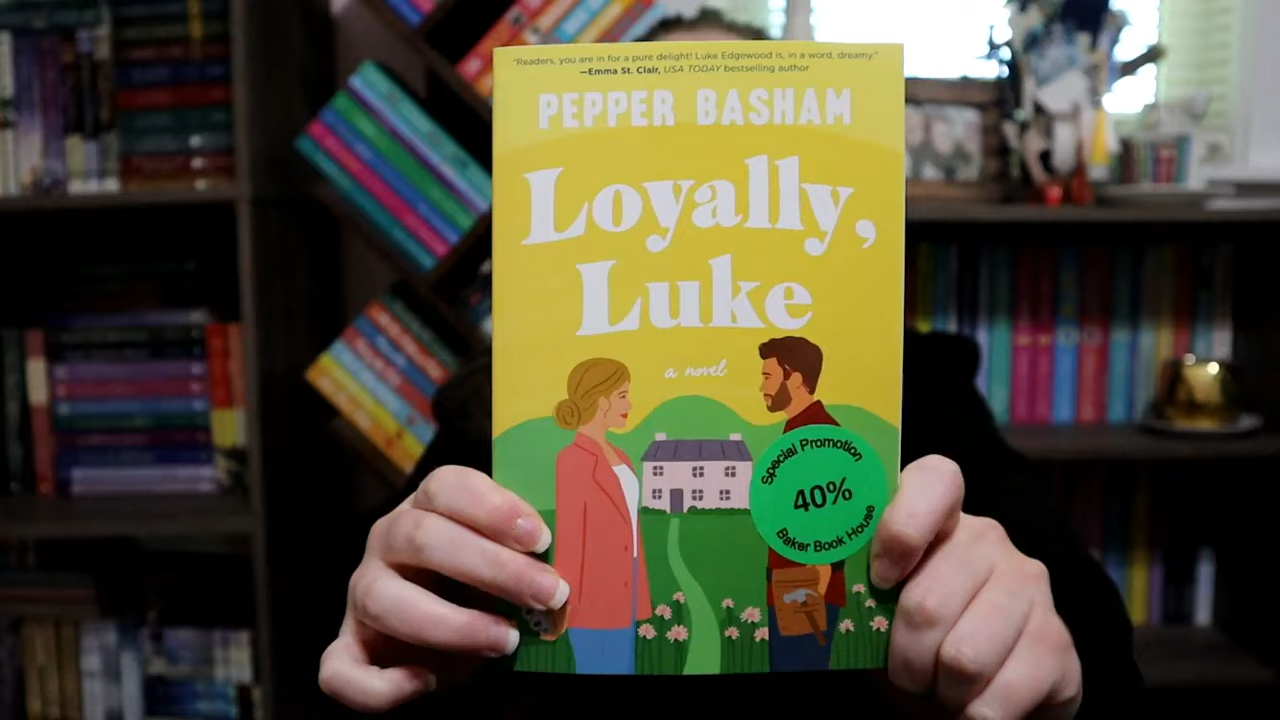 "Readers, you are in for a pure delight! Luke Edgewood is, in a word, dreamy."
—Emma St. Clair, USA TODAY bestselling author
PEPPER BASHAM
Loyally,
Luke
a novel
Special Promotion
40%
Baker Book House